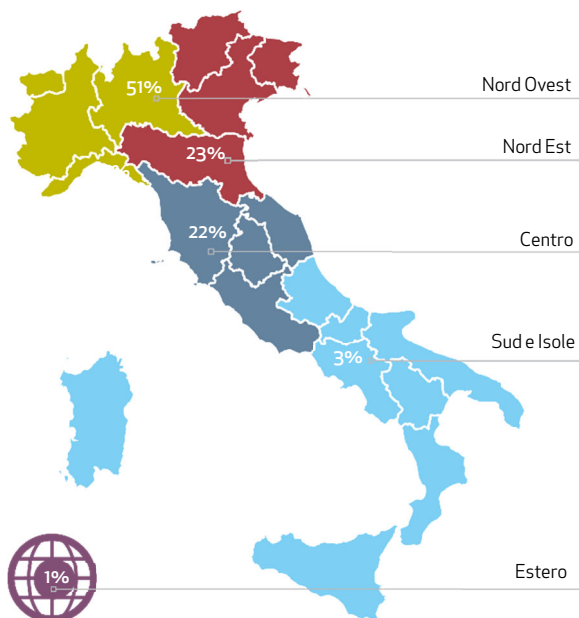 51%
Nord Ovest
23%
Nord Est
22%
Centro
3%
Sud e Isole
1%
Estero